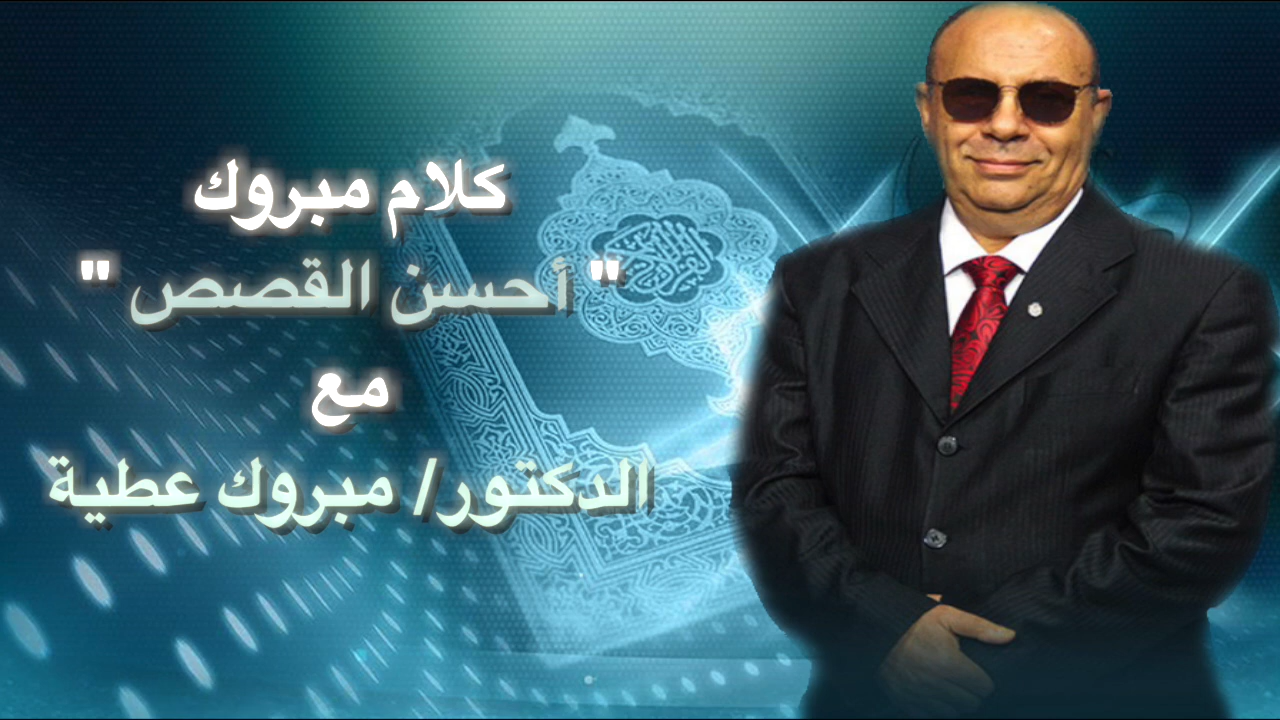 كلام مبروك
" أحسن القصص "
مع
الدكتور/ مبروك عطية